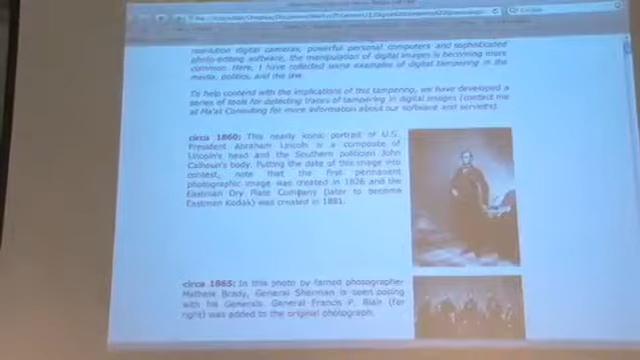 resolution digital cameras, powerful personal computers and sophisticated
photo-editing software, the manipulation of digital images is becoming more
common. Here, I have collected some examples of digital tampering in the
media, politics, and the law.
To help contend with the implications of this tampering, we have developed a
series of tools for detecting traces of tampering in digital images (contact me
at Ma'at Consulting for more information about our software and services).
circa 1860: This nearly iconic portrait of U.S.
President Abraham Lincoln is a composite of
Lincoln's head and the Southern politician John
Calhoun's body. Putting the date of this image into
context, note that the first permanent
photographic image was created in 1826 and the
Eastman Dry Plate Company (later to become
Eastman Kodak) was created in 1881.
circa 1865: In this photo by famed photographer
Mathew Brady, General Sherman is seen posing
with his Generals. General Francis P. Blair (far
right) was added to the original photograph.